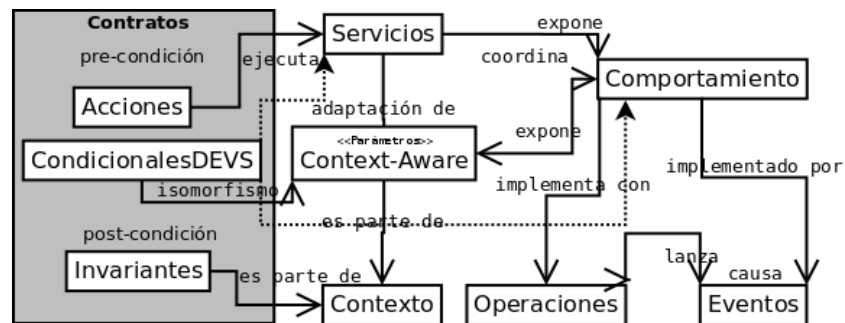 Contratos
pre-condición
Acciones
CondicionalesDEVS
isomorfismo
post-condición
Invariantes
es parte de
ejecuta
Servicios
adaptación de
<<Parámetros>>
Context-Aware
es parte de
Contexto
expone
coordina
Comportamiento
expone
implementa con
implementado por
Operaciones
lanza
causa
Eventos